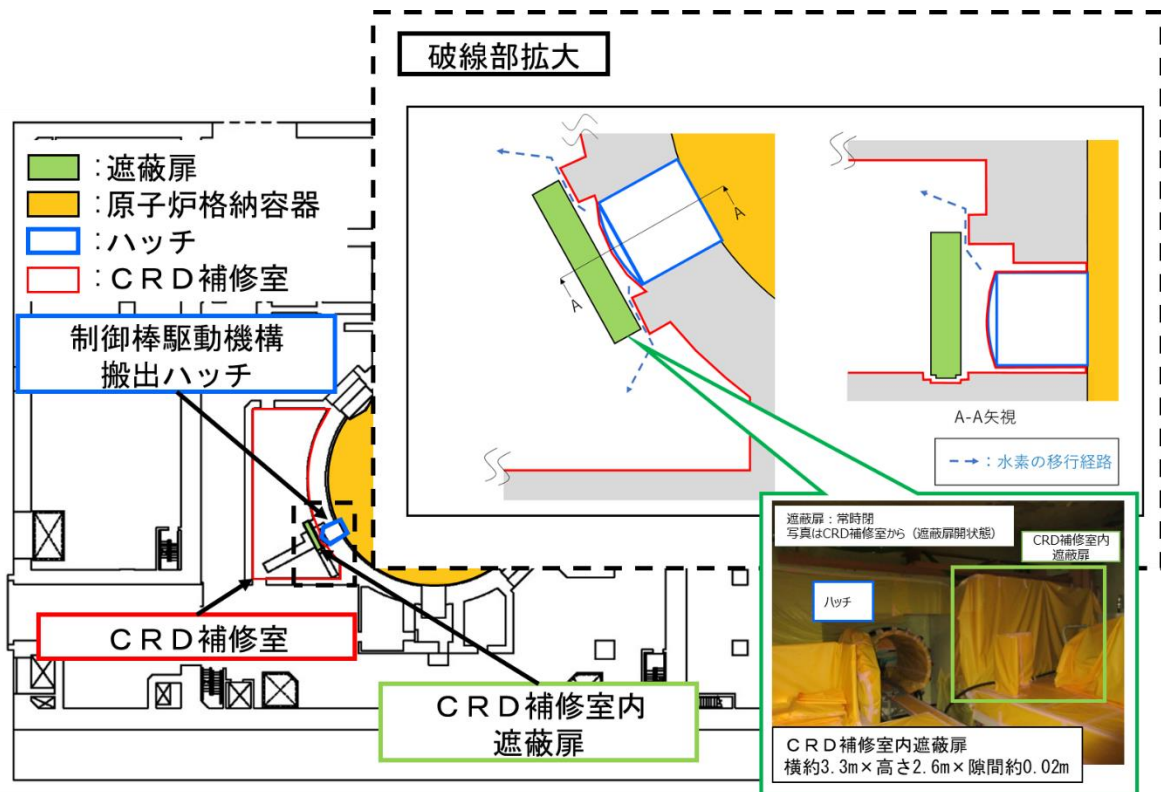 破線部拡大
：遮蔽扉
：原子炉格納容器
：ハッチ
：ＣＲＤ補修室
制御棒駆動機構
搬出ハッチ
ＣＲＤ補修室
ＣＲＤ補修室内
遮蔽扉
A
A
A-A矢視
：水素の移行経路
遮蔽扉：常時閉
写真はCRD補修室から（遮蔽扉開状態）
CRD補修室内
遮蔽扉
ハッチ
ＣＲＤ補修室内遮蔽扉
横約3.3m×高さ2.6m×隙間約0.02m